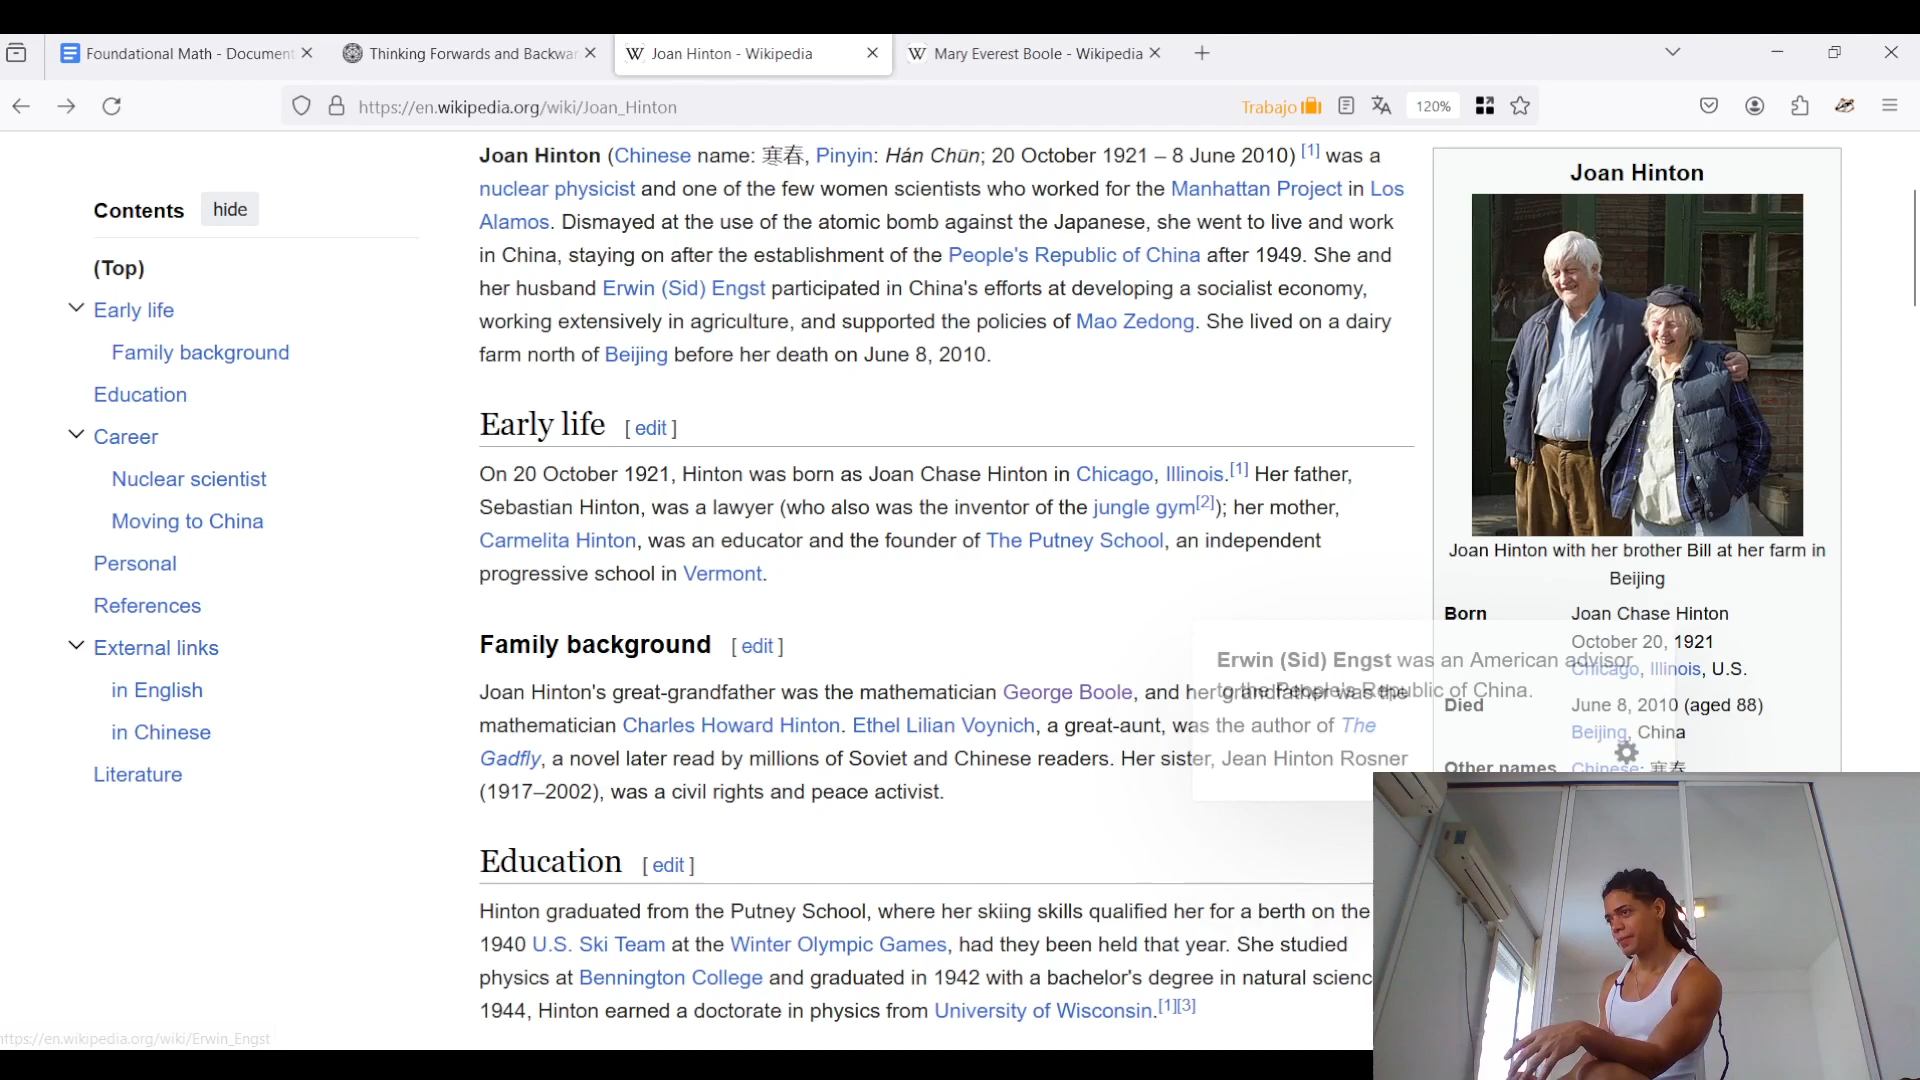 Foundational Math - Document
Thinking Forwards and Backwar
Joan Hinton - Wikipedia
Mary Everest Boole - Wikipedia
https://en.wikipedia.org/wiki/Joan_Hinton
Trabajo
120%
Contents
hide
(Top)
Early life
Family background
Education
Career
Nuclear scientist
Moving to China
Personal
References
External links
in English
in Chinese
Literature
Joan Hinton (Chinese name: 寒春, Pinyin: Hán Chūn; 20 October 1921 – 8 June 2010) [1] was a
nuclear physicist and one of the few women scientists who worked for the Manhattan Project in Los
Alamos. Dismayed at the use of the atomic bomb against the Japanese, she went to live and work
in China, staying on after the establishment of the People's Republic of China after 1949. She and
her husband Erwin (Sid) Engst participated in China's efforts at developing a socialist economy,
working extensively in agriculture, and supported the policies of Mao Zedong. She lived on a dairy
farm north of Beijing before her death on June 8, 2010.
Early life [ edit ]
On 20 October 1921, Hinton was born as Joan Chase Hinton in Chicago, Illinois.[1] Her father,
Sebastian Hinton, was a lawyer (who also was the inventor of the jungle gym[2]); her mother,
Carmelita Hinton, was an educator and the founder of The Putney School, an independent
progressive school in Vermont.
Family background [ edit ]
Joan Hinton's great-grandfather was the mathematician George Boole, and her grandfather was the
mathematician Charles Howard Hinton. Ethel Lilian Voynich, a great-aunt, was the author of The
Gadfly, a novel later read by millions of Soviet and Chinese readers. Her sister, Jean Hinton Rosner
(1917–2002), was a civil rights and peace activist.
Education [ edit ]
Hinton graduated from the Putney School, where her skiing skills qualified her for a berth on the
1940 U.S. Ski Team at the Winter Olympic Games, had they been held that year. She studied
physics at Bennington College and graduated in 1942 with a bachelor's degree in natural scienc
1944, Hinton earned a doctorate in physics from University of Wisconsin.[1][3]
Joan Hinton
Joan Hinton with her brother Bill at her farm in
Beijing
Born Joan Chase Hinton
October 20, 1921
Chicago, Illinois, U.S.
Died June 8, 2010 (aged 88)
Beijing, China
Other names Chinese: 寒春
Erwin (Sid) Engst was an American advisor
to the People's Republic of China.
https://en.wikipedia.org/wiki/Erwin_Engst